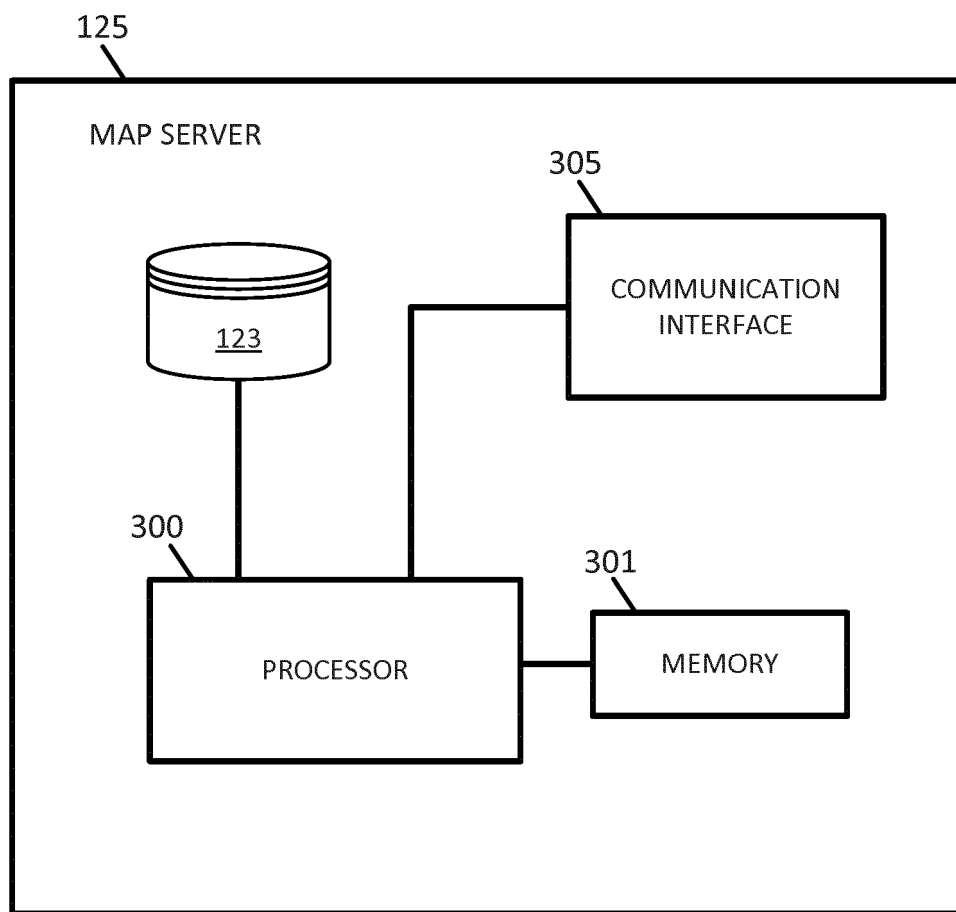 125
MAP SERVER
305
COMMUNICATION
INTERFACE
123
300
301
PROCESSOR
MEMORY